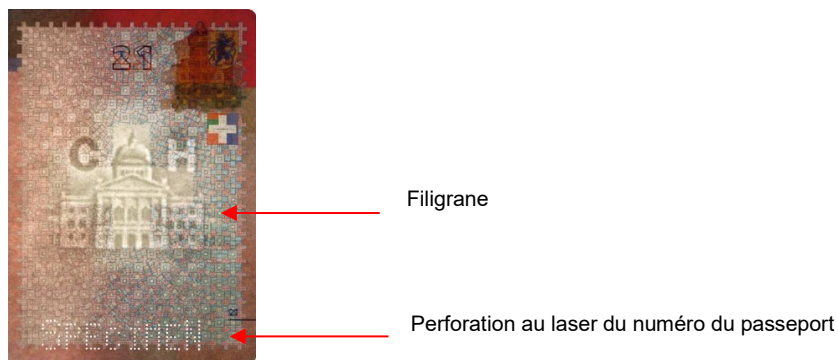 21
C H
Filigrane
SPECIMEN
Perforation au laser du numéro du passeport